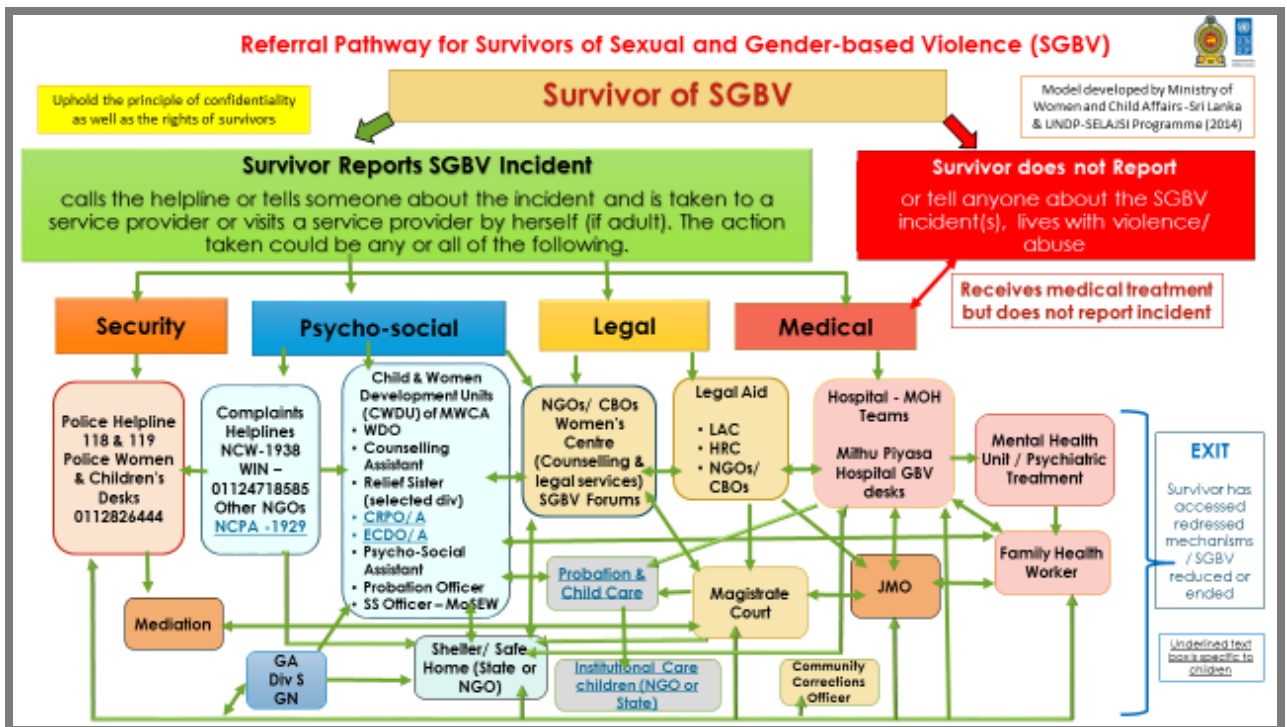 Referral Pathway for Survivors of Sexual and Gender-based Violence (SGBV)
Uphold the principle of confidentiality
as well as the rights of survivors
Survivor of SGBV
Model developed by Ministry of
Women and Child Affairs -Sri Lanka
& UNDP-SELAJSI Programme (2014)
Survivor Reports SGBV Incident
calls the helpline or tells someone about the incident and is taken to a
service provider or visits a service provider by herself (if adult). The action
taken could be any or all of the following.
Survivor does not Report
or tell anyone about the SGBV
incident(s), lives with violence/
abuse
Receives medical treatment
but does not report incident
Security
Psycho-social
Legal
Medical
Police Helpline
118 & 119
Police Women
& Children's
Desks
0112826444
Complaints
Helplines
NCW-1938
WIN –
01124718585
Other NGOs
NCPA -1929
Child & Women
Development Units
(CWDU) of MWCA
• WDO
• Counselling
Assistant
• Relief Sister
(selected div)
• CRPO/ A
• ECDO/ A
• Psycho-Social
Assistant
• Probation Officer
• SS Officer – MoSEW
NGOs/ CBOs
Women's
Centre
(Counselling &
legal services)
SGBV Forums
Legal Aid
• LAC
• HRC
• NGOs/
CBOs
Hospital - MOH
Teams
Mithu Piyasa
Hospital GBV
desks
Mental Health
Unit / Psychiatric
Treatment
EXIT
Survivor has
accessed
redressed
mechanisms
/ SGBV
reduced or
ended
Family Health
Worker
Probation &
Child Care
Magistrate
Court
JMO
Mediation
GA
Div S
GN
Shelter/ Safe
Home (State or
NGO)
Institutional Care
children (NGO or
State)
Community
Corrections
Officer
Underlined text
box is specific to
children